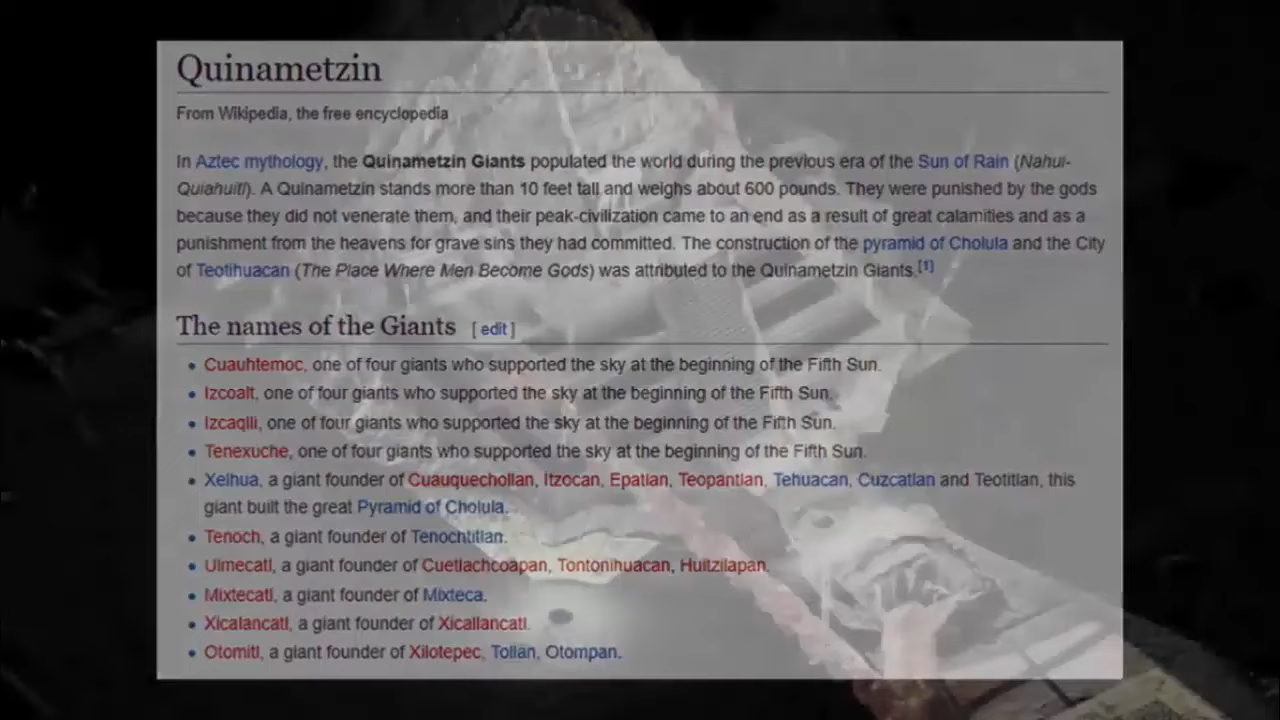 Quinametzin
From Wikipedia, the free encyclopedia
In Aztec mythology, the Quinametzin Giants populated the world during the previous era of the Sun of Rain (Nahui-
Quiahuitl). A Quinametzin stands more than 10 feet tall and weighs about 600 pounds. They were punished by the gods
because they did not venerate them, and their peak-civilization came to an end as a result of great calamities and as a
punishment from the heavens for grave sins they had committed. The construction of the pyramid of Cholula and the City
of Teotihuacan (The Place Where Men Become Gods) was attributed to the Quinametzin Giants.[1]
The names of the Giants [ edit ]
• Cuauhtemoc, one of four giants who supported the sky at the beginning of the Fifth Sun.
• Izcoalt, one of four giants who supported the sky at the beginning of the Fifth Sun.
• Izcaqlli, one of four giants who supported the sky at the beginning of the Fifth Sun.
• Tenexuche, one of four giants who supported the sky at the beginning of the Fifth Sun.
• Xelhua, a giant founder of Cuauquechollan, Itzocan, Epatlan, Teopantlan, Tehuacan, Cuzcatlan and Teotitlan, this
giant built the great Pyramid of Cholula.
• Tenoch, a giant founder of Tenochtitlan.
• Ulmecatl, a giant founder of Cuetlachcoapan, Tontonihuacan, Huitzilapan.
• Mixtecatl, a giant founder of Mixteca.
• Xicalancatl, a giant founder of Xicallancatl.
• Otomitl, a giant founder of Xilotepec, Tollan, Otompan.